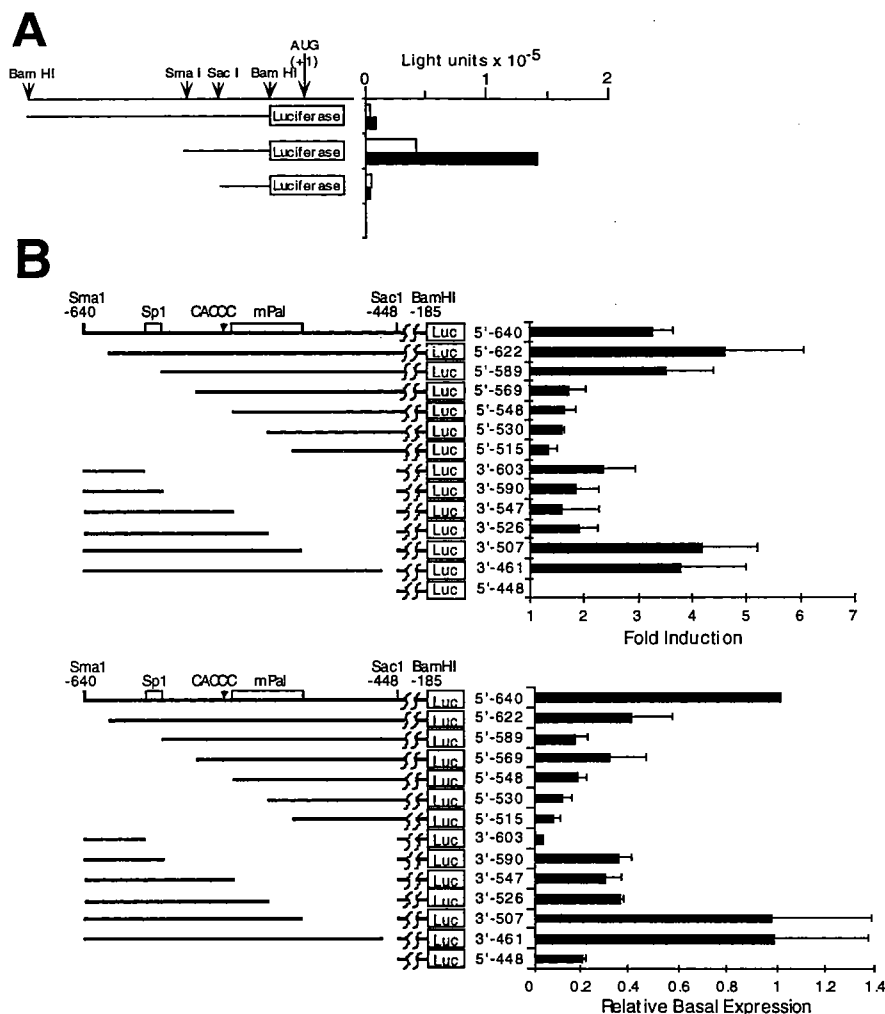 A
AUG
(+1)
Light units x 10-5
Bam HI Sma I Sac I Bam HI
0 1 2
Luciferase
Luciferase
Luciferase
B
Sma1 Sac1 BamHI
-640 Sp1 CACCC mPal -448 -185
Luc 5'-640
Luc 5'-622
Luc 5'-589
Luc 5'-569
Luc 5'-548
Luc 5'-530
Luc 5'-515
Luc 3'-603
Luc 3'-590
Luc 3'-547
Luc 3'-526
Luc 3'-507
Luc 3'-461
Luc 5'-448
1 2 3 4 5 6 7
Fold Induction
Sma1 Sac1 BamHI
-640 Sp1 CACCC mPal -448 -185
Luc 5'-640
Luc 5'-622
Luc 5'-589
Luc 5'-569
Luc 5'-548
Luc 5'-530
Luc 5'-515
Luc 3'-603
Luc 3'-590
Luc 3'-547
Luc 3'-526
Luc 3'-507
Luc 3'-461
Luc 5'-448
0 0.2 0.4 0.6 0.8 1 1.2 1.4
Relative Basal Expression